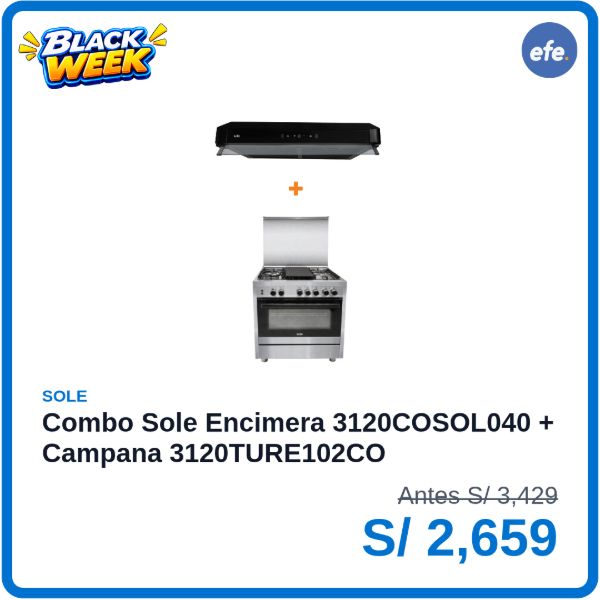 BLACK
WEEK
efe.
+
SOLE
Combo Sole Encimera 3120COSOL040 +
Campana 3120TURE102CO
Antes S/ 3,429
S/ 2,659